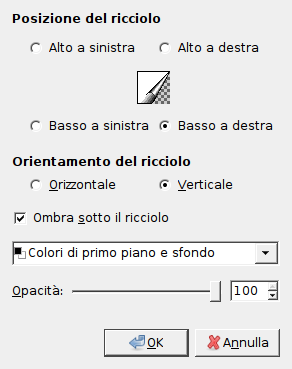 Posizione del ricciolo
Alto a sinistra Alto a destra
Basso a sinistra Basso a destra
Orientamento del ricciolo
Orizzontale Verticale
Ombra sotto il ricciolo
Colori di primo piano e sfondo
Opacità: 100
OK Annulla